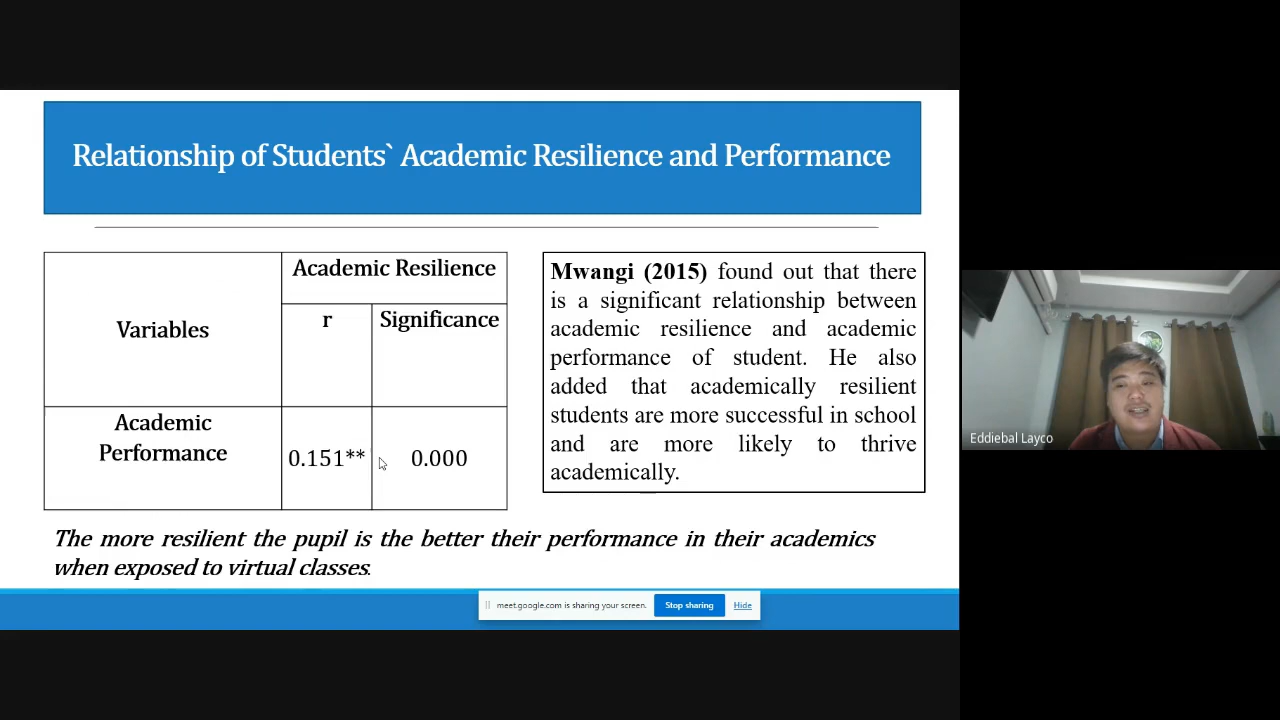 Relationship of Students` Academic Resilience and Performance
Variables
Academic Resilience
r
Significance
Academic
Performance
0.151**
0.000
Mwangi (2015) found out that there
is a significant relationship between
academic resilience and academic
performance of student. He also
added that academically resilient
students are more successful in school
and are more likely to thrive
academically.
The more resilient the pupil is the better their performance in their academics
when exposed to virtual classes.
meet.google.com is sharing your screen.
Stop sharing
Hide
Eddiebal Layco